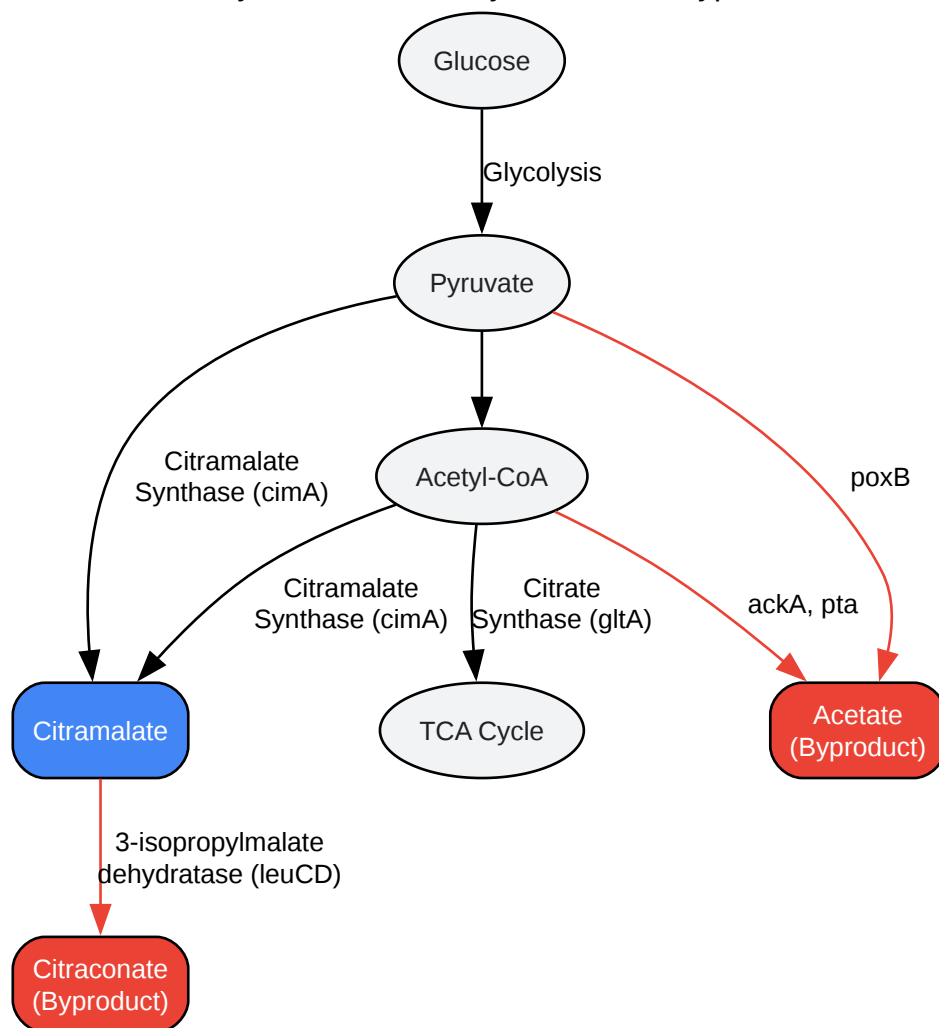 Glucose
Glycolysis
Pyruvate
Citramalate
Synthase (cimA)
poxB
Acetyl-CoA
Citramalate
Synthase (cimA)
Citrate
Synthase (gltA)
ackA, pta
Citramalate
TCA Cycle
Acetate
(Byproduct)
3-isopropylmalate
dehydratase (leuCD)
Citraconate
(Byproduct)